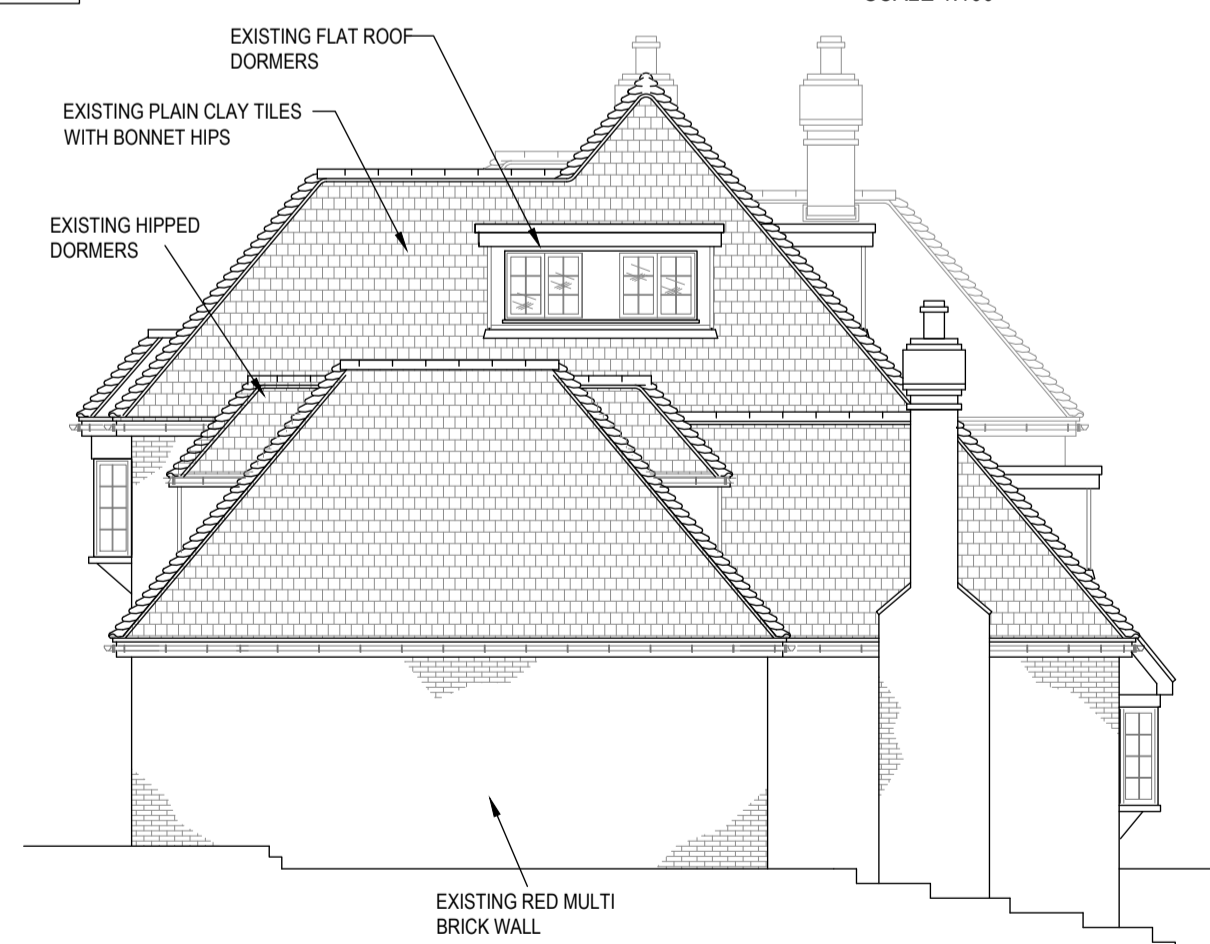 EXISTING FLAT ROOF
DORMERS
EXISTING PLAIN CLAY TILES
WITH BONNET HIPS
EXISTING HIPPED
DORMERS
EXISTING RED MULTI
BRICK WALL